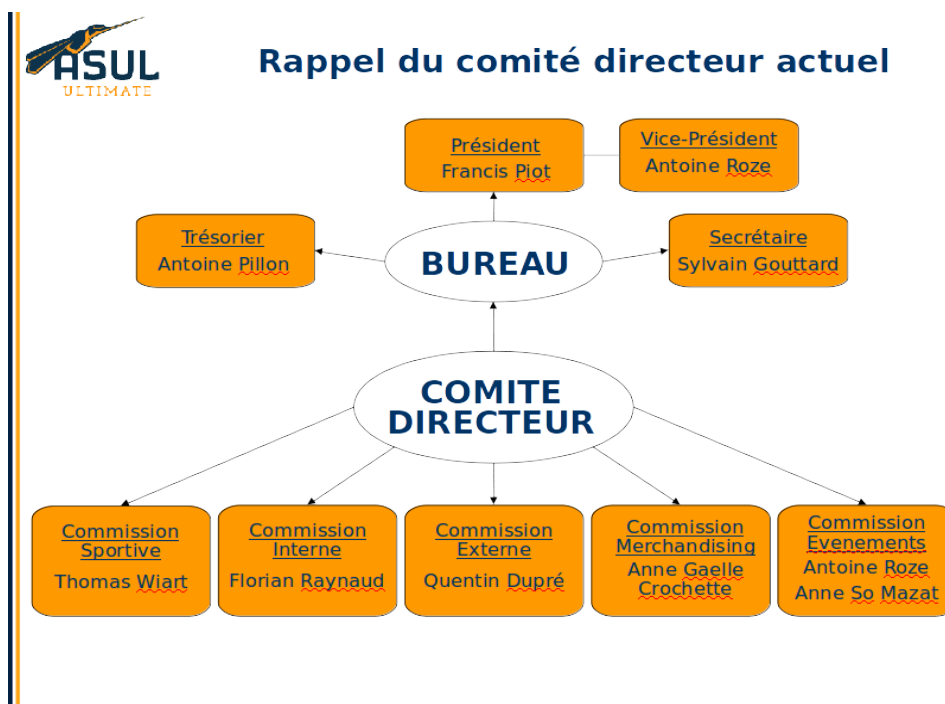 ASUL
ULTIMATE
Rappel du comité directeur actuel
Président
Francis Piot
Vice-Président
Antoine Roze
Trésorier
Antoine Pillon
BUREAU
Secrétaire
Sylvain Gouttard
COMITE
DIRECTEUR
Commission
Sportive
Thomas Wiart
Commission
Interne
Florian Raynaud
Commission
Externe
Quentin Dupré
Commission
Merchandising
Anne Gaelle
Crochette
Commission
Evenements
Antoine Roze
Anne So Mazat